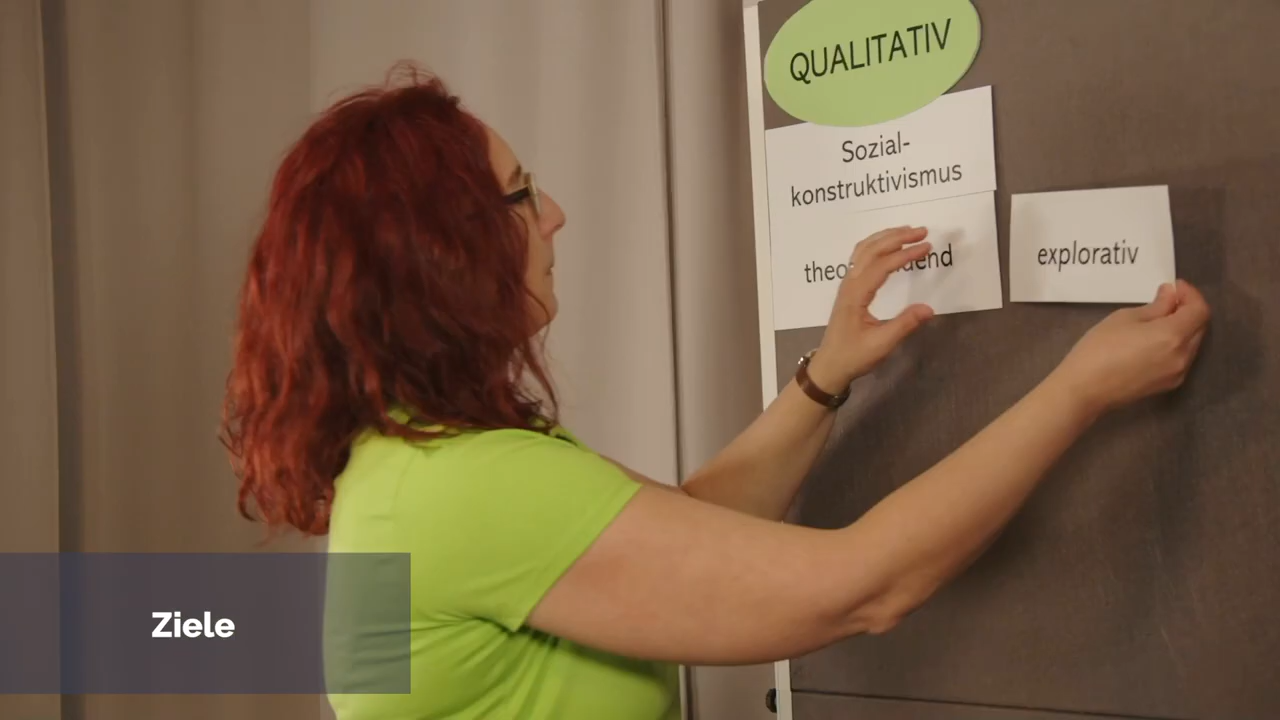 QUALITATIV
Sozial-
konstruktivismus
explorativ
Ziele